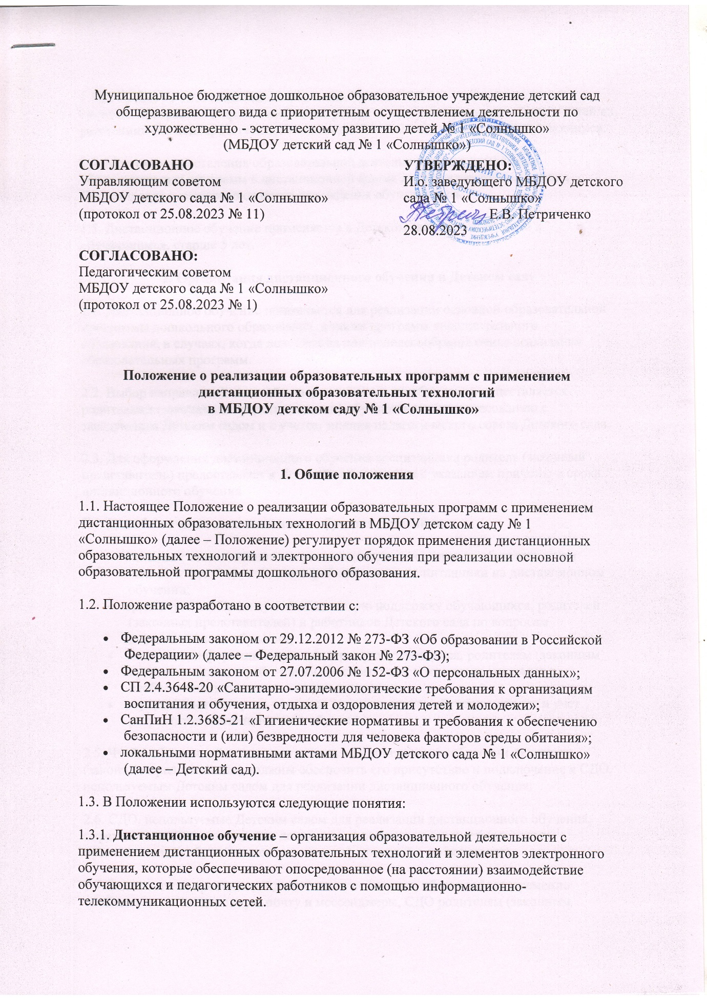 Муниципальное бюджетное дошкольное образовательное учреждение детский сад
общеразвивающего вида с приоритетным осуществлением деятельности по
художественно - эстетическому развитию детей № 1 «Солнышко»
(МБДОУ детский сад № 1 «Солнышко»)
СОГЛАСОВАНО
Управляющим советом
МБДОУ детского сада № 1 «Солнышко»
(протокол от 25.08.2023 № 11)
УТВЕРЖДЕНО:
И.о. заведующего МБДОУ детского
сада № 1 «Солнышко»
Е.В. Петриченко
28.08.2023
СОГЛАСОВАНО:
Педагогическим советом
МБДОУ детского сада № 1 «Солнышко»
(протокол от 25.08.2023 № 1)
Положение о реализации образовательных программ с применением
дистанционных образовательных технологий
в МБДОУ детском саду № 1 «Солнышко»
1. Общие положения
1.1. Настоящее Положение о реализации образовательных программ с применением
дистанционных образовательных технологий в МБДОУ детском саду № 1
«Солнышко» (далее – Положение) регулирует порядок применения дистанционных
образовательных технологий и электронного обучения при реализации основной
образовательной программы дошкольного образования.
1.2. Положение разработано в соответствии с:
• Федеральным законом от 29.12.2012 № 273-ФЗ «Об образовании в Российской
Федерации» (далее – Федеральный закон № 273-ФЗ);
• Федеральным законом от 27.07.2006 № 152-ФЗ «О персональных данных»;
• СП 2.4.3648-20 «Санитарно-эпидемиологические требования к организациям
воспитания и обучения, отдыха и оздоровления детей и молодежи»;
• СанПиН 1.2.3685-21 «Гигиенические нормативы и требования к обеспечению
безопасности и (или) безвредности для человека факторов среды обитания»;
• локальными нормативными актами МБДОУ детского сада № 1 «Солнышко»
(далее – Детский сад).
1.3. В Положении используются следующие понятия:
1.3.1. Дистанционное обучение – организация образовательной деятельности с
применением дистанционных образовательных технологий и элементов электронного
обучения, которые обеспечивают опосредованное (на расстоянии) взаимодействие
обучающихся и педагогических работников с помощью информационно-
телекоммуникационных сетей.